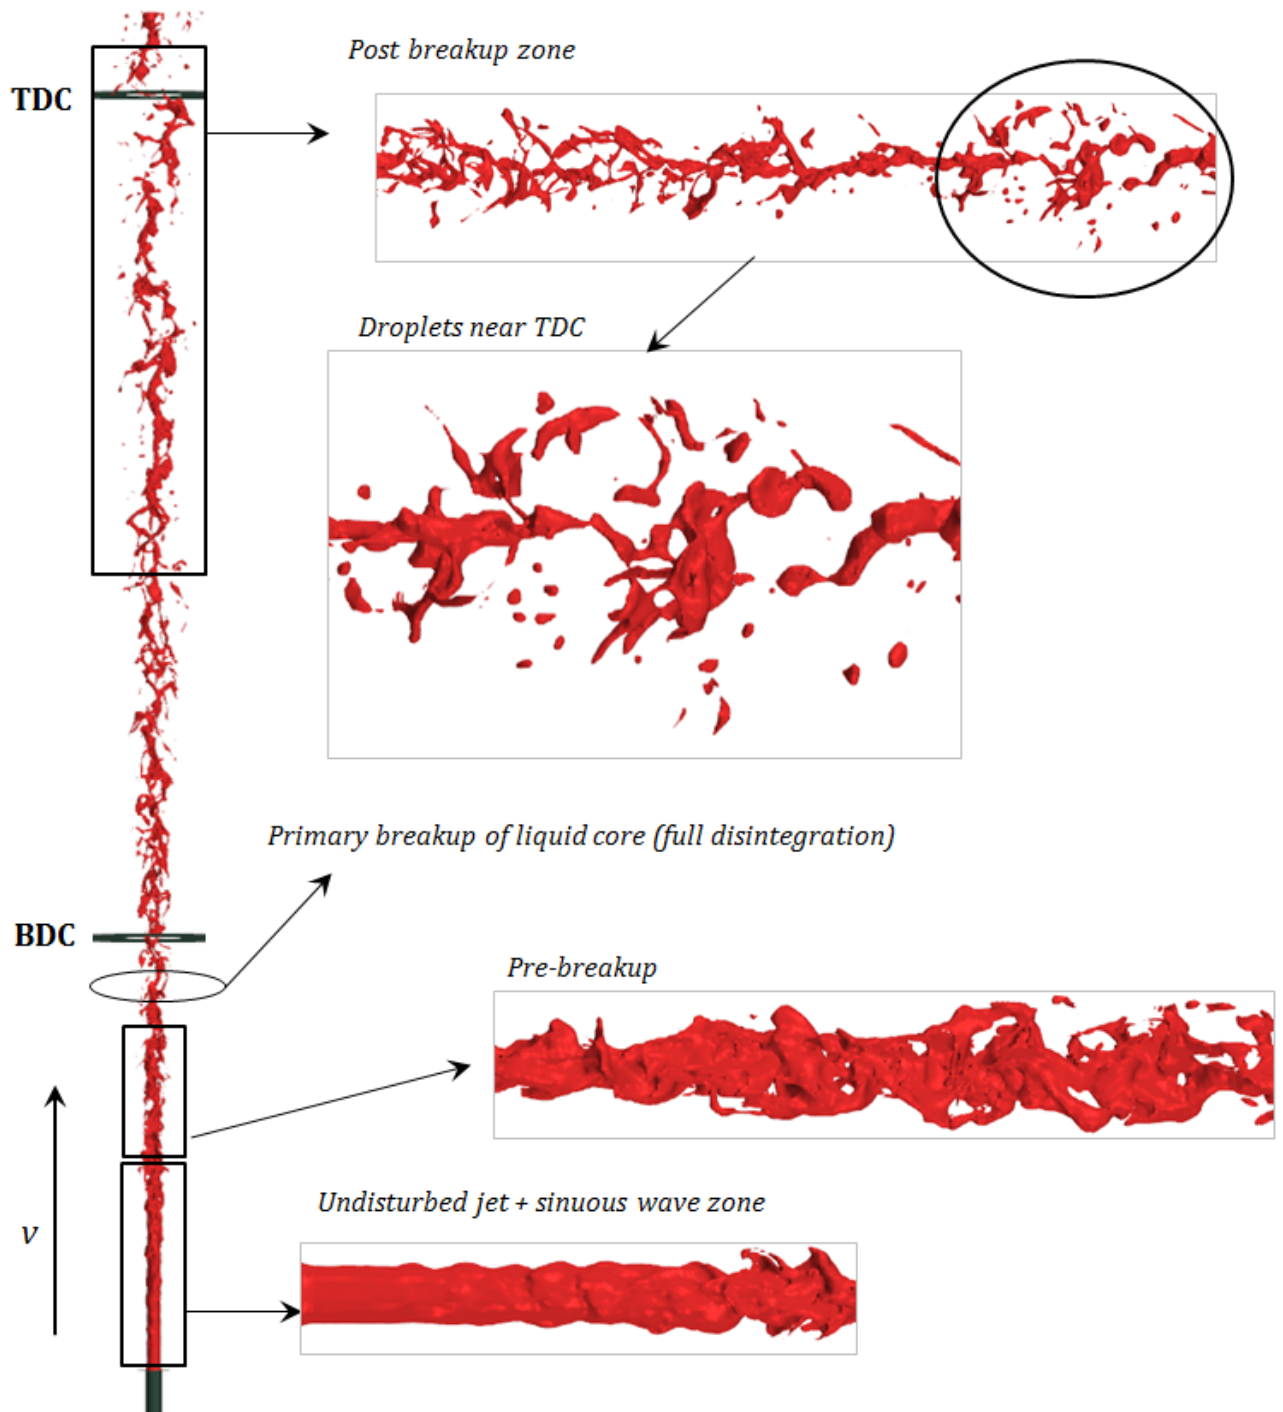 Post breakup zone
TDC
Droplets near TDC
Primary breakup of liquid core (full disintegration)
BDC
Pre-breakup
Undisturbed jet + sinuous wave zone
v